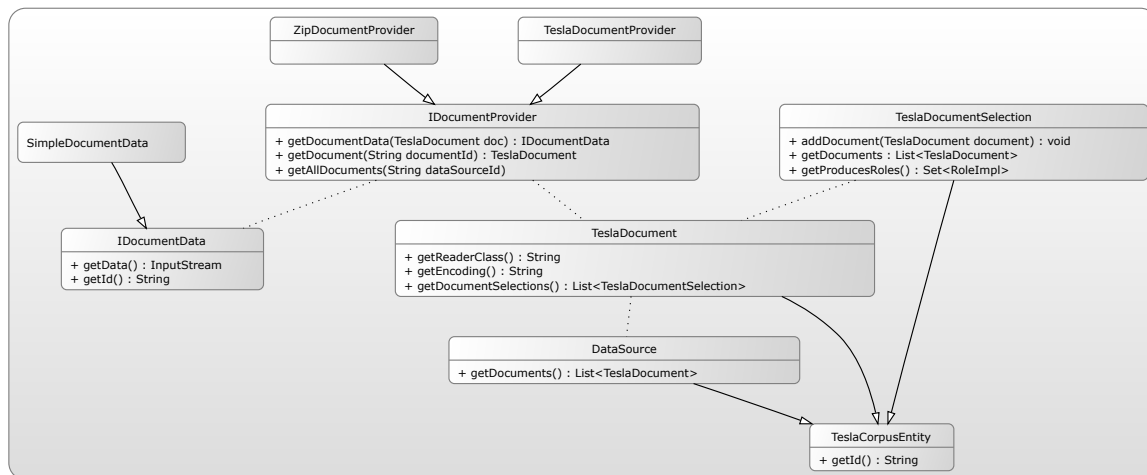 ZipDocumentProvider
TeslaDocumentProvider
IDocumentProvider
+ getDocumentData(TeslaDocument doc) : IDocumentData
+ getDocument(String documentId) : TeslaDocument
+ getAllDocuments(String dataSourceId)
TeslaDocumentSelection
+ addDocument(TeslaDocument document) : void
+ getDocuments : List<TeslaDocument>
+ getProducesRoles() : Set<RoleImpl>
SimpleDocumentData
IDocumentData
+ getData() : InputStream
+ getId() : String
TeslaDocument
+ getReaderClass() : String
+ getEncoding() : String
+ getDocumentSelections() : List<TeslaDocumentSelection>
DataSource
+ getDocuments() : List<TeslaDocument>
TeslaCorpusEntity
+ getId() : String